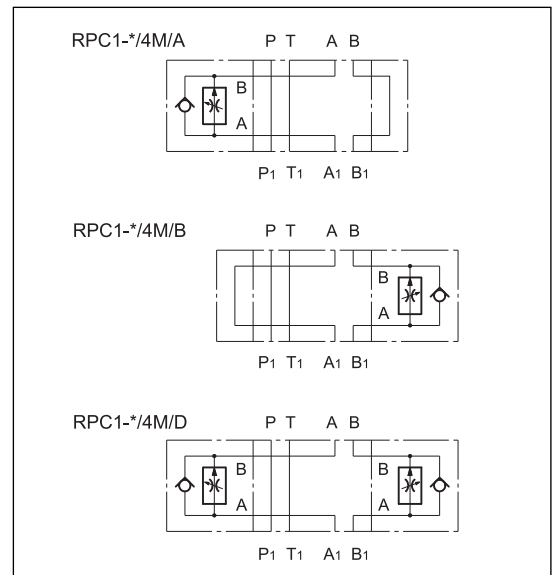 RPC1-*/4M/A
P T A B
B
A
P1 T1 A1 B1
RPC1-*/4M/B
P T A B
B
A
P1 T1 A1 B1
RPC1-*/4M/D
P T A B
B B
A A
P1 T1 A1 B1